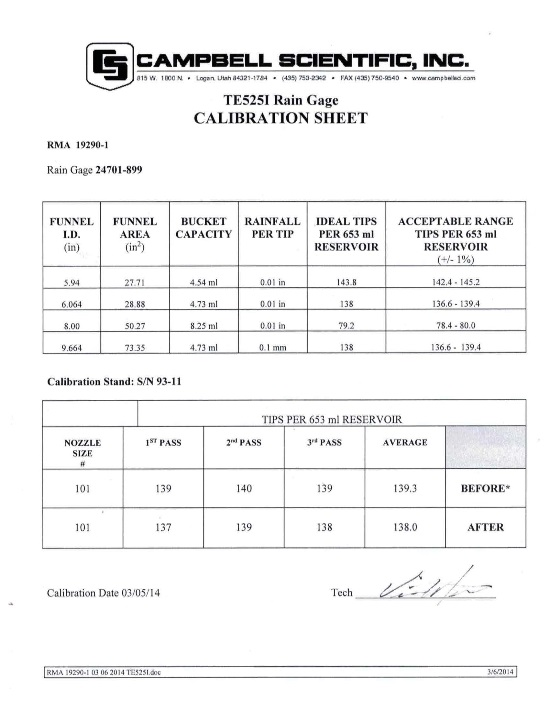 CAMPBELL SCIENTIFIC, INC.
815 W. 1800 N. • Logan, Utah 84321-1784 • (435) 753-2342 • FAX (435) 750-9540 • www.campbellsci.com
TE525I Rain Gage
CALIBRATION SHEET
RMA 19290-1
Rain Gage 24701-899
FUNNEL I.D. (in) FUNNEL AREA (in²) BUCKET CAPACITY RAINFALL PER TIP IDEAL TIPS PER 653 ml RESERVOIR ACCEPTABLE RANGE TIPS PER 653 ml RESERVOIR (+/- 1%)
5.94 27.71 4.54 ml 0.01 in 143.8 142.4 - 145.2
6.064 28.88 4.73 ml 0.01 in 138 136.6 - 139.4
8.00 50.27 8.25 ml 0.01 in 79.2 78.4 - 80.0
9.664 73.35 4.73 ml 0.1 mm 138 136.6 - 139.4
Calibration Stand: S/N 93-11
TIPS PER 653 ml RESERVOIR
NOZZLE SIZE # 1ST PASS 2nd PASS 3rd PASS AVERAGE
101 139 140 139 139.3 BEFORE*
101 137 139 138 138.0 AFTER
Calibration Date 03/05/14 Tech
RMA 19290-1 03 06 2014 TE525I.doc 3/6/2014